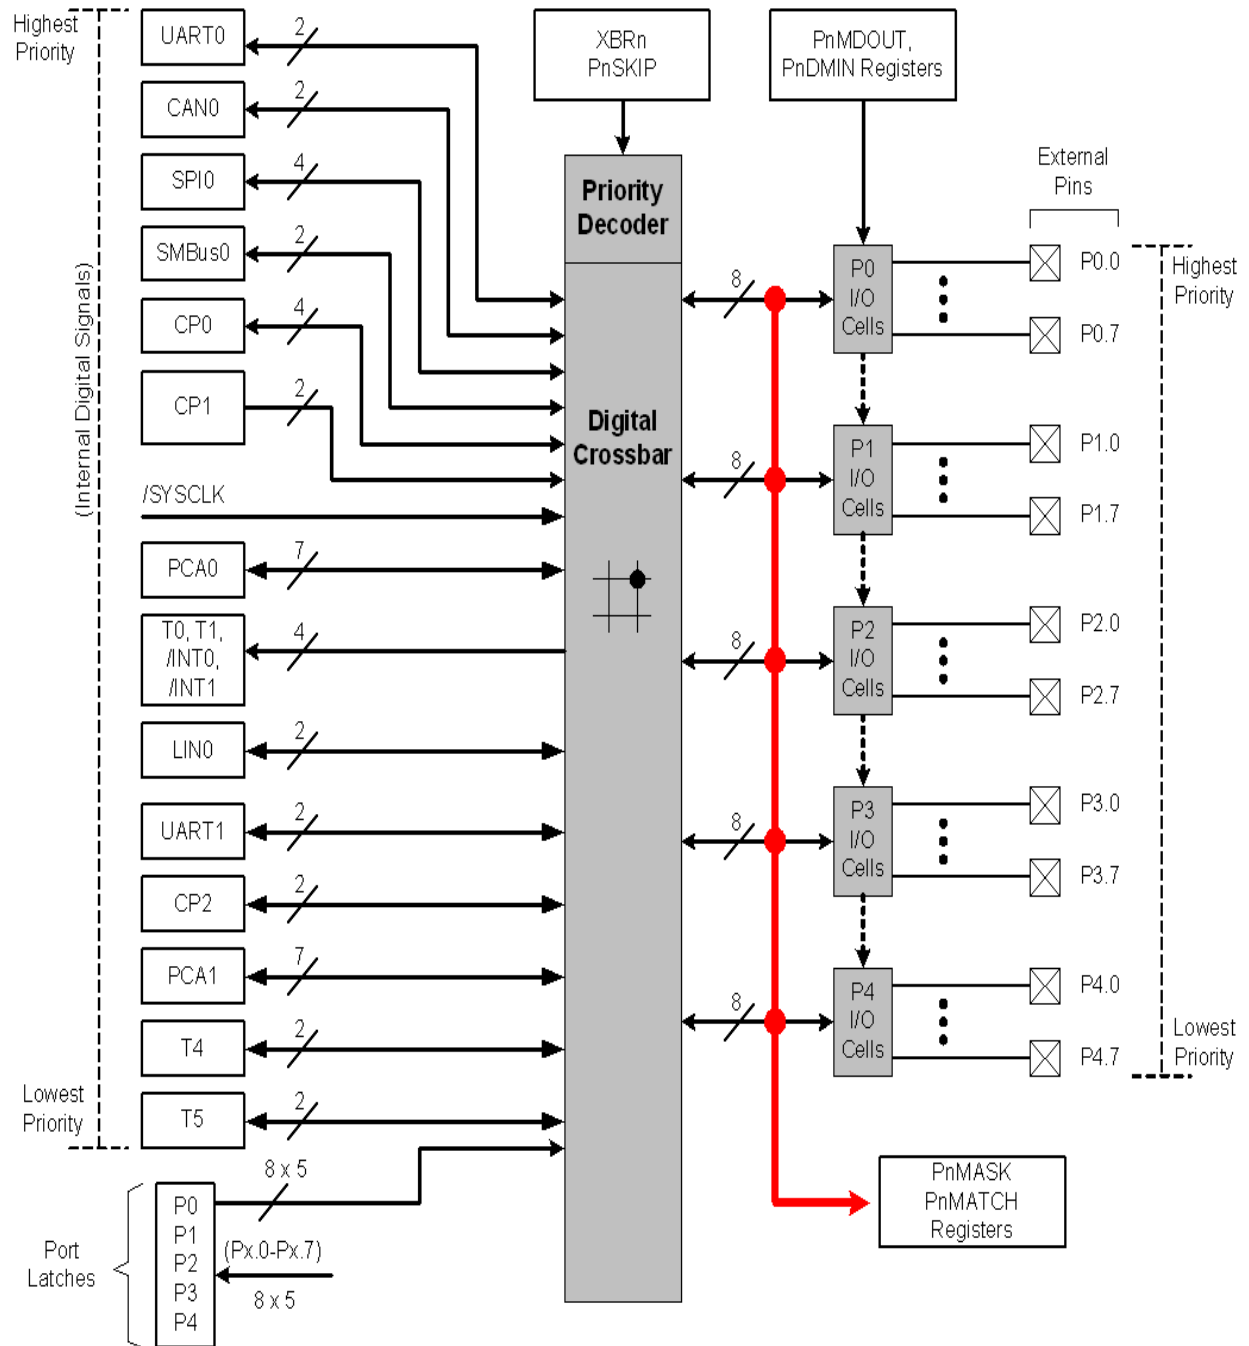 Highest
Priority
(Internal Digital Signals)
Lowest
Priority
UART0
2
CAN0
2
SPI0
4
SMBus0
2
CP0
4
CP1
2
/SYSCLK
PCA0
7
T0, T1,
/INT0,
/INT1
4
LIN0
2
UART1
2
CP2
2
PCA1
7
T4
2
T5
2
8 x 5
Port
Latches
P0
P1
P2
P3
P4
(Px.0-Px.7)
8 x 5
XBRn
PnSKIP
Priority
Decoder
Digital
Crossbar
PnMDOUT,
PnDMIN Registers
External
Pins
8
P0
I/O
Cells
P0.0
P0.7
8
P1
I/O
Cells
P1.0
P1.7
8
P2
I/O
Cells
P2.0
P2.7
8
P3
I/O
Cells
P3.0
P3.7
8
P4
I/O
Cells
P4.0
P4.7
Highest
Priority
Lowest
Priority
PnMASK
PnMATCH
Registers